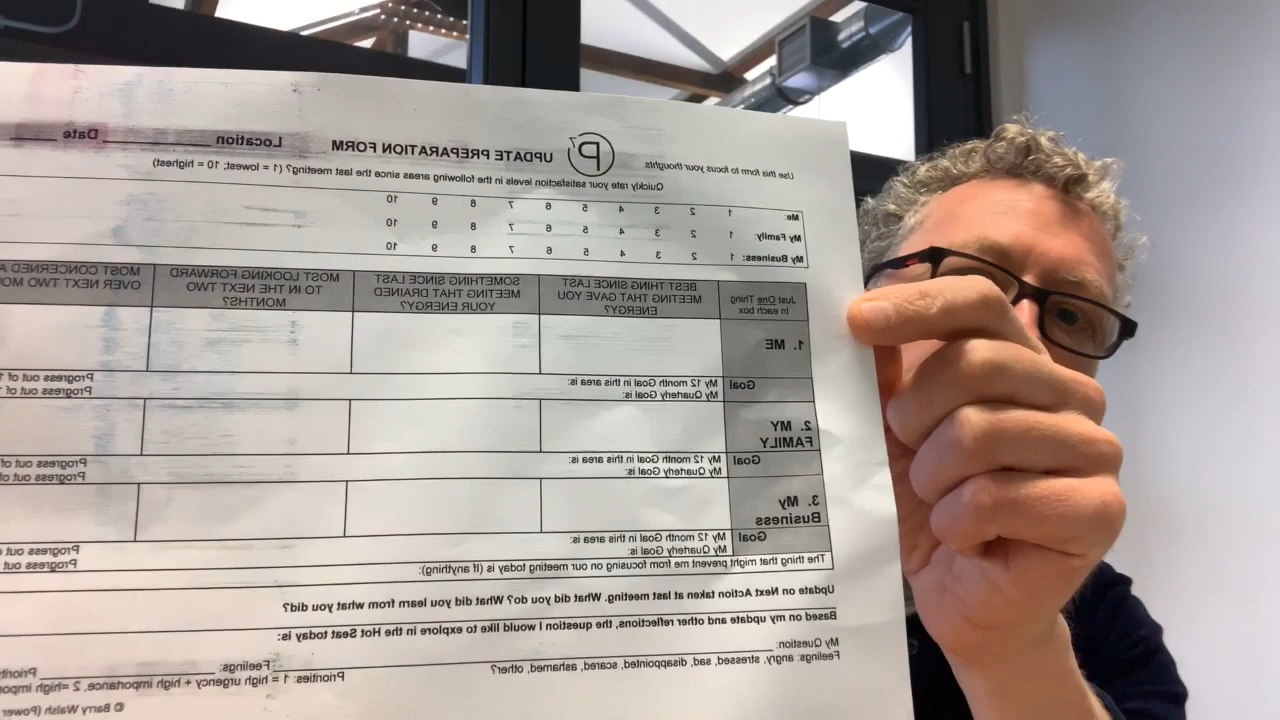 Use this form to focus your thoughts.
P7 UPDATE PREPARATION FORM Location Date
Quickly rate your satisfaction levels in the following areas since the last meeting? (1 = lowest; 10 = highest)
Me: 1 2 3 4 5 6 7 8 9 10
My Family: 1 2 3 4 5 6 7 8 9 10
My Business: 1 2 3 4 5 6 7 8 9 10
Just One Thing
in each box
BEST THING SINCE LAST
MEETING THAT GAVE YOU
ENERGY?
SOMETHING SINCE LAST
MEETING THAT DRAINED
YOUR ENERGY?
MOST LOOKING FORWARD
TO IN THE NEXT TWO
MONTHS?
MOST CONCERNED
OVER NEXT TWO
1. ME
Goal
My 12 month Goal in this area is:
My Quarterly Goal is:
Progress out of 1
Progress out of
2. MY
FAMILY
Goal
My 12 month Goal in this area is:
My Quarterly Goal is:
Progress out of
Progress out of
3. My
Business
Goal
My 12 month Goal in this area is:
My Quarterly Goal is:
Progress out
Progress out
The thing that might prevent me from focusing on our meeting today is (if anything):
Update on Next Action taken at last meeting. What did you do? What did you learn from what you did?
Based on my update and other reflections, the question I would like to explore in the Hot Seat today is:
My Question: Feelings:
Feelings: angry, stressed, sad, disappointed, scared, ashamed, other? Priorities: 1 = high urgency + high importance, 2 =high
© Barry Walsh (Power